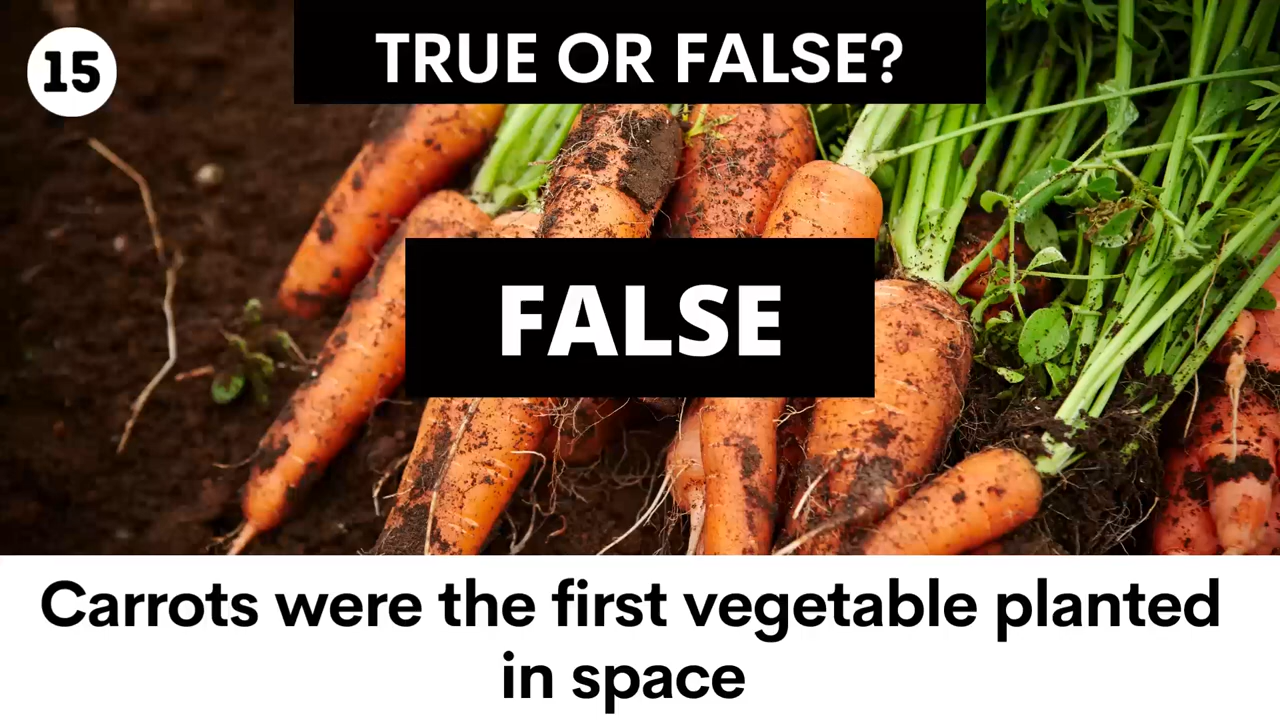 15
TRUE OR FALSE?
FALSE
Carrots were the first vegetable planted
in space